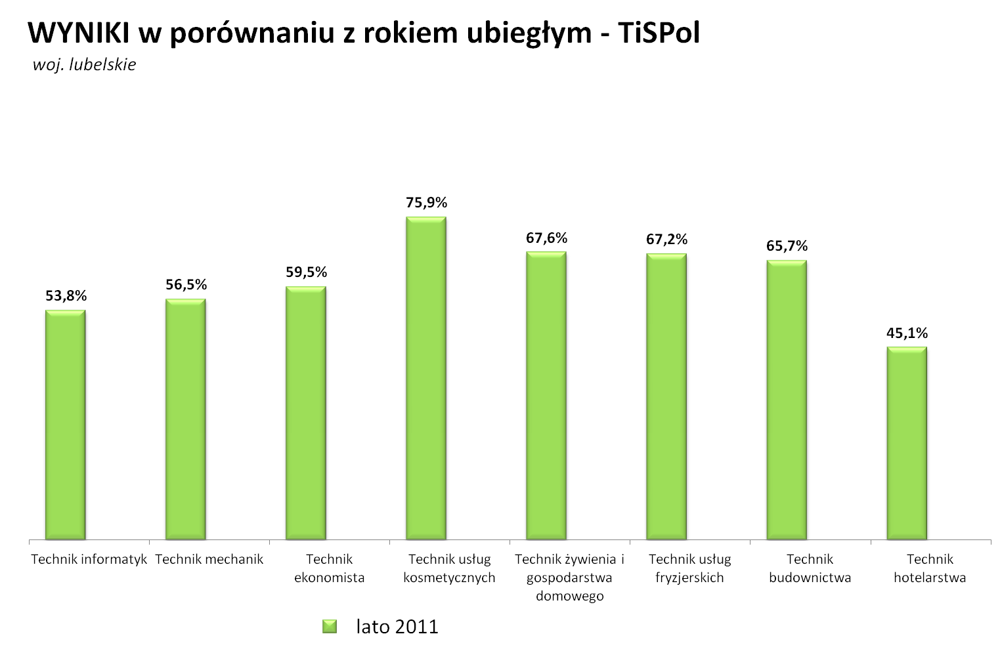 WYNIKI w porównaniu z rokiem ubiegłym - TiSPol
woj. lubelskie
75,9%
67,6%
67,2%
65,7%
59,5%
56,5%
53,8%
45,1%
Technik informatyk
Technik mechanik
Technik
ekonomista
Technik usług
kosmetycznych
Technik żywienia i
gospodarstwa
domowego
Technik usług
fryzjerskich
Technik
budownictwa
Technik
hotelarstwa
lato 2011